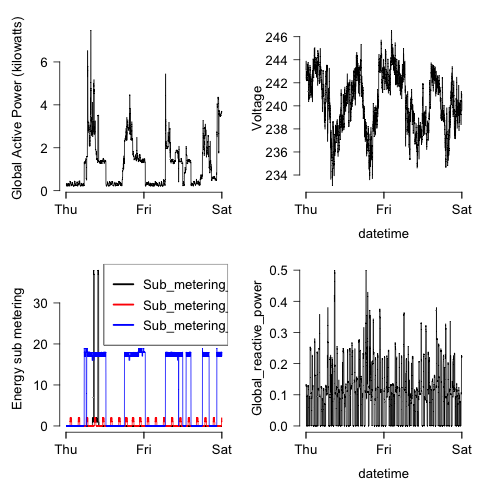 Global Active Power (kilowatts)
0 2 4 6
Thu Fri Sat
Voltage
234 236 238 240 242 244 246
Thu Fri Sat
datetime
Energy sub metering
0 10 20 30
Thu Fri Sat
Sub_metering_
Sub_metering_
Sub_metering_
Global_reactive_power
0.0 0.1 0.2 0.3 0.4 0.5
Thu Fri Sat
datetime